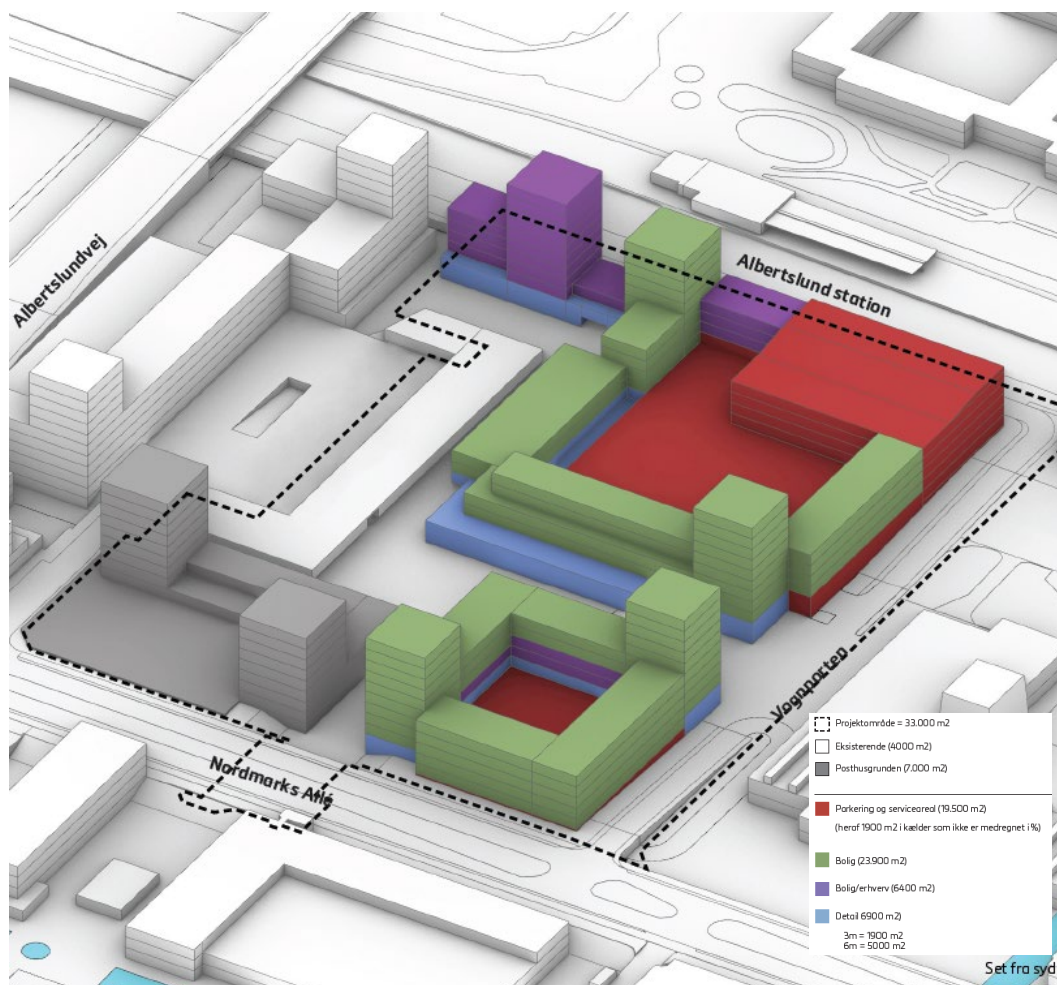 Albertslundvej
Albertslund station
Vognporten
Nordmarks Allé
Projektområde = 33.000 m2
Eksisterende (4000 m2)
Posthusgrunden (7.000 m2)
Parkering og serviceareal (19.500 m2)
(heraf 1900 m2 i kælder som ikke er medregnet i %)
Bolig (23.900 m2)
Bolig/erhverv (6400 m2)
Detail 6900 m2)
3m = 1900 m2
6m = 5000 m2
Set fra syd